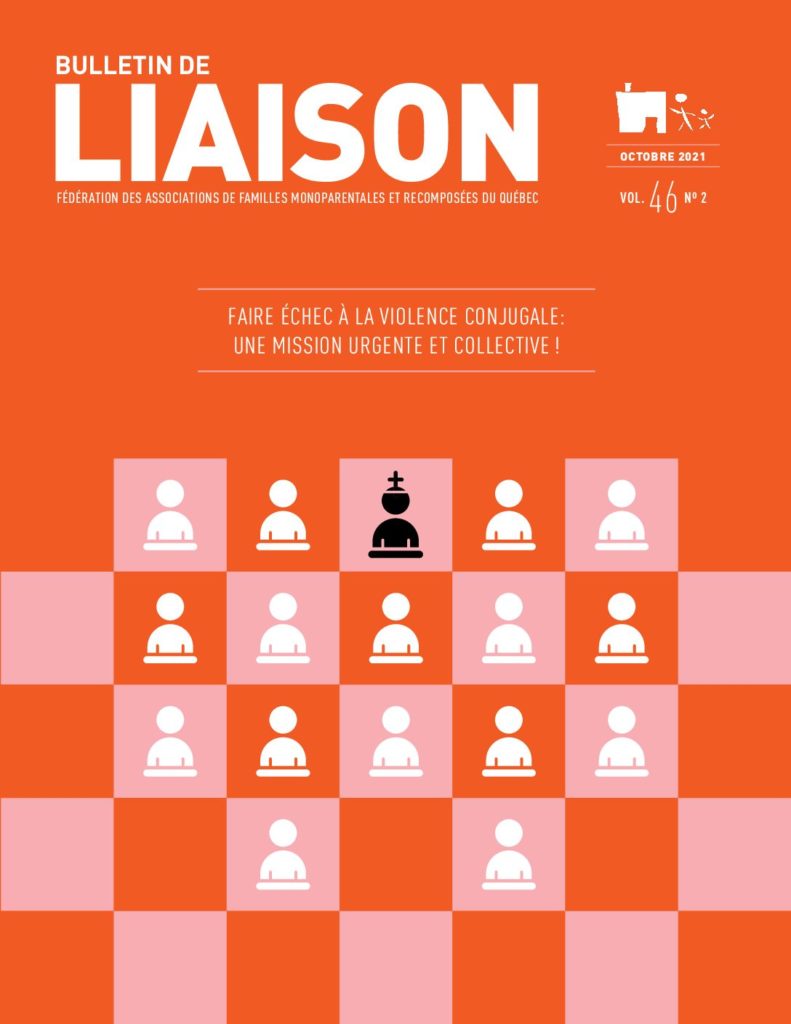 BULLETIN DE
LIAISON
FÉDÉRATION DES ASSOCIATIONS DE FAMILLES MONOPARENTALES ET RECOMPOSÉES DU QUÉBEC
OCTOBRE 2021
VOL. 46 Nº 2
FAIRE ÉCHEC À LA VIOLENCE CONJUGALE:
UNE MISSION URGENTE ET COLLECTIVE !